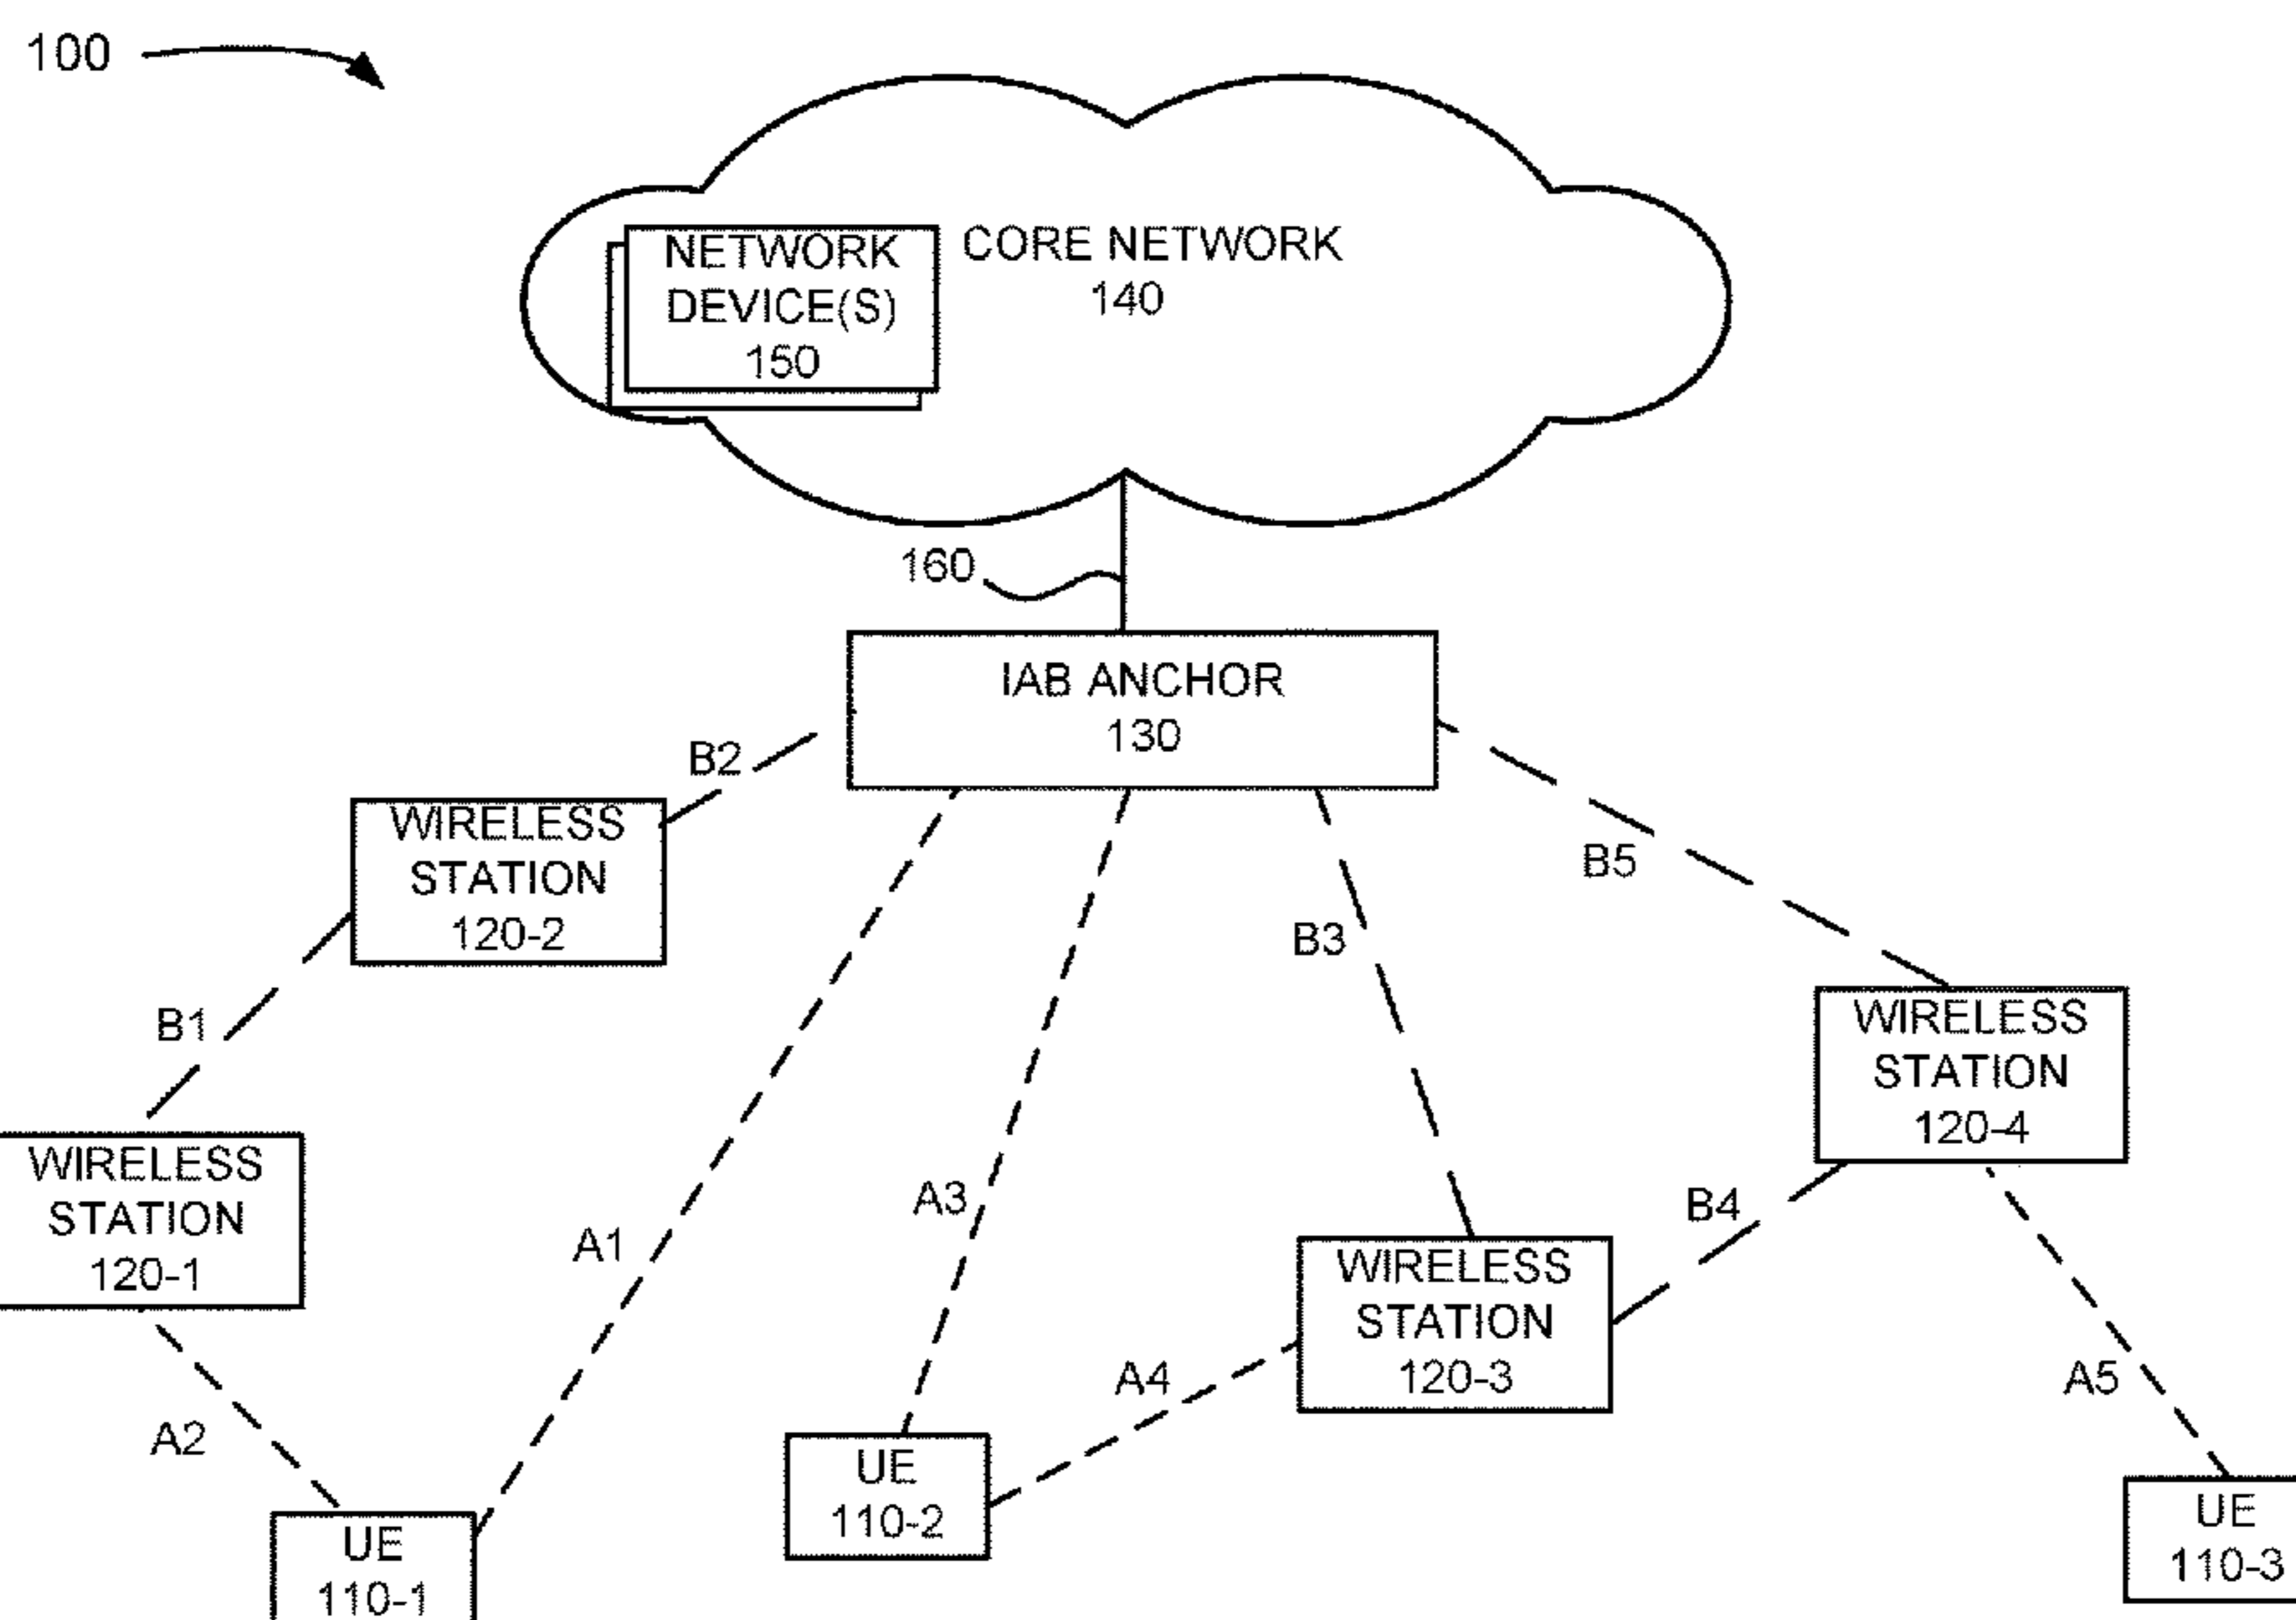 100
NETWORK
DEVICE(S)
150
CORE NETWORK
140
160
IAB ANCHOR
130
B2
WIRELESS
STATION
120-2
B5
B3
B1
WIRELESS
STATION
120-4
WIRELESS
STATION
120-1
A3
B4
A1
WIRELESS
STATION
120-3
A4
A5
A2
UE
110-2
UE
110-3
UE
110-1